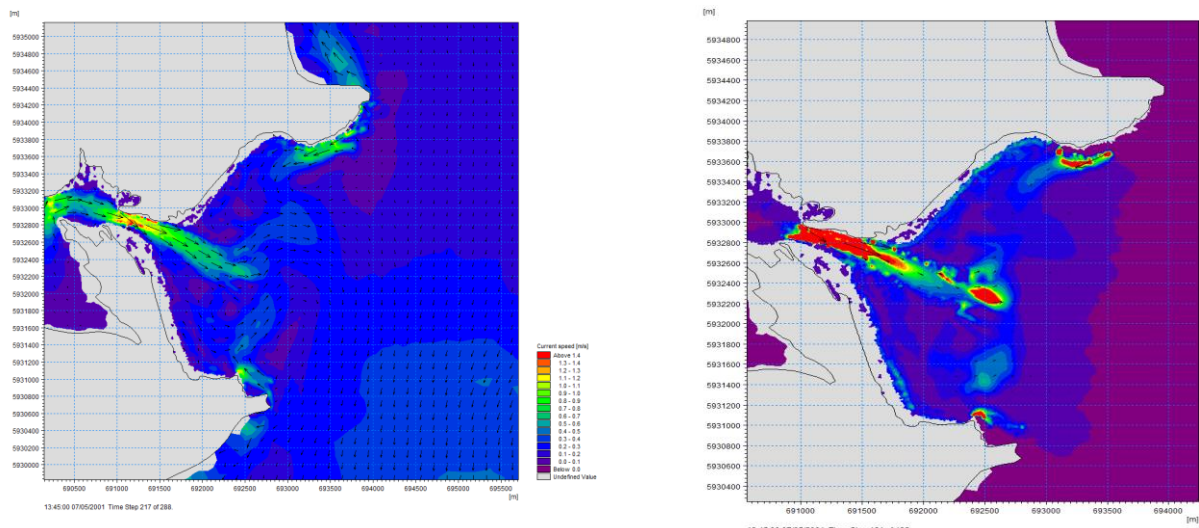 [m]
5935000
5934800
5934600
5934400
5934200
5934000
5933800
5933600
5933400
5933200
5933000
5932800
5932600
5932400
5932200
5932000
5931800
5931600
5931400
5931200
5931000
5930800
5930600
5930400
5930200
5930000
690500 691000 691500 692000 692500 693000 693500 694000 694500 695000 695500
[m]
13:45:00 07/05/2001 Time Step 217 of 288.
Current speed [m/s]
Above 1.4
1.3 - 1.4
1.2 - 1.3
1.1 - 1.2
1.0 - 1.1
0.9 - 1.0
0.8 - 0.9
0.7 - 0.8
0.6 - 0.7
0.5 - 0.6
0.4 - 0.5
0.3 - 0.4
0.2 - 0.3
0.1 - 0.2
0.0 - 0.1
Below 0.0
Undefined Value
[m]
5934800
5934600
5934400
5934200
5934000
5933800
5933600
5933400
5933200
5933000
5932800
5932600
5932400
5932200
5932000
5931800
5931600
5931400
5931200
5931000
5930800
5930600
5930400
691000 691500 692000 692500 693000 693500 694000
[m]